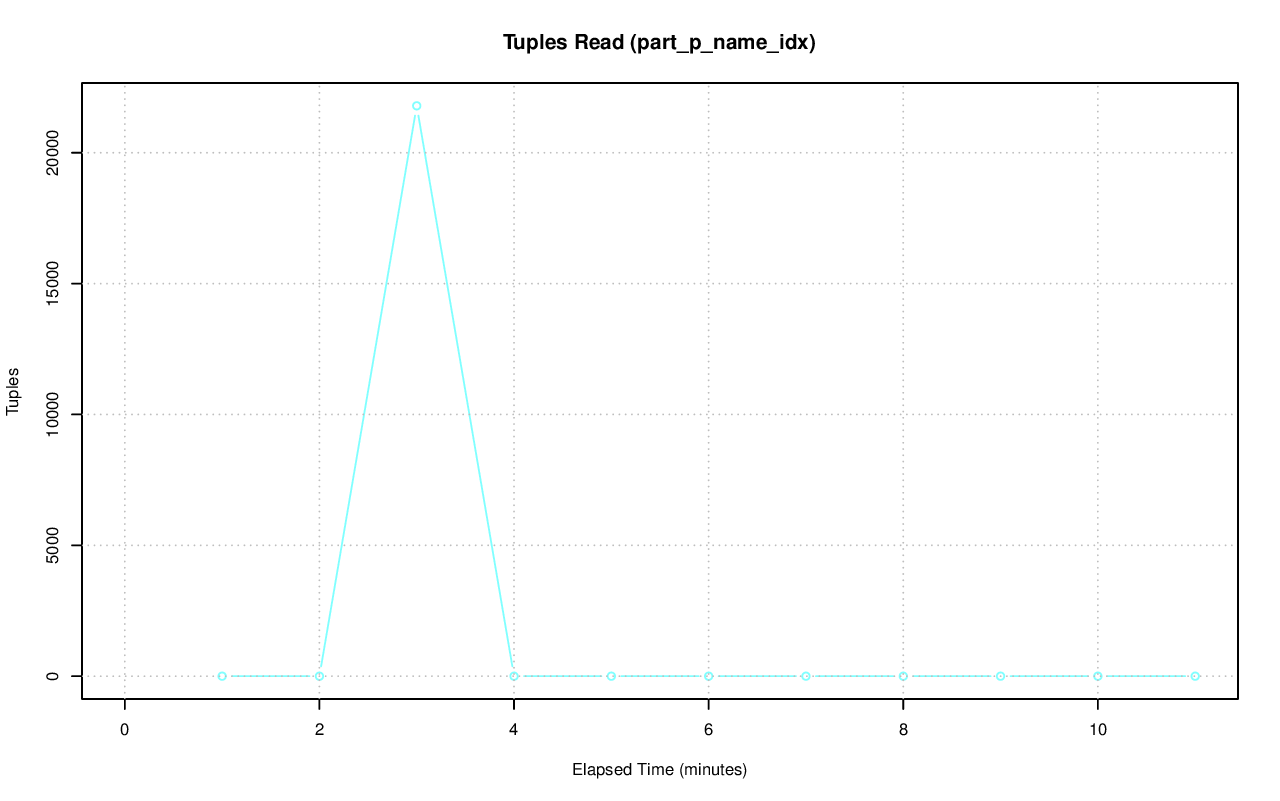 Tuples Read (part_p_name_idx)
Tuples
20000
15000
10000
5000
0
0 2 4 6 8 10
Elapsed Time (minutes)